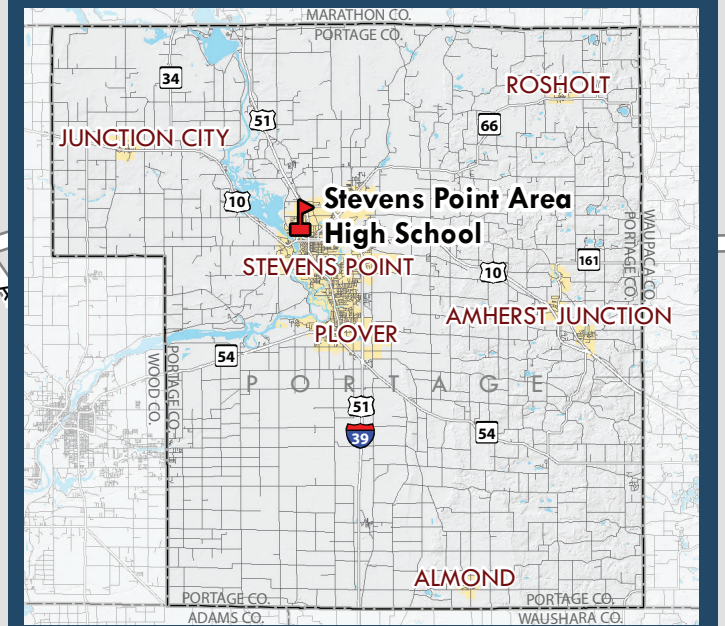 MARATHON CO.
PORTAGE CO.
34
ROSHOLT
51
66
JUNCTION CITY
10
Stevens Point Area
High School
PORTAGE CO.
WAUPACA CO.
161
STEVENS POINT
10
AMHERST JUNCTION
PLOVER
54
WOOD CO.
PORTAGE CO.
PORTAGE
51
39
54
ALMOND
PORTAGE CO.
ADAMS CO.
PORTAGE CO.
WAUSHARA CO.